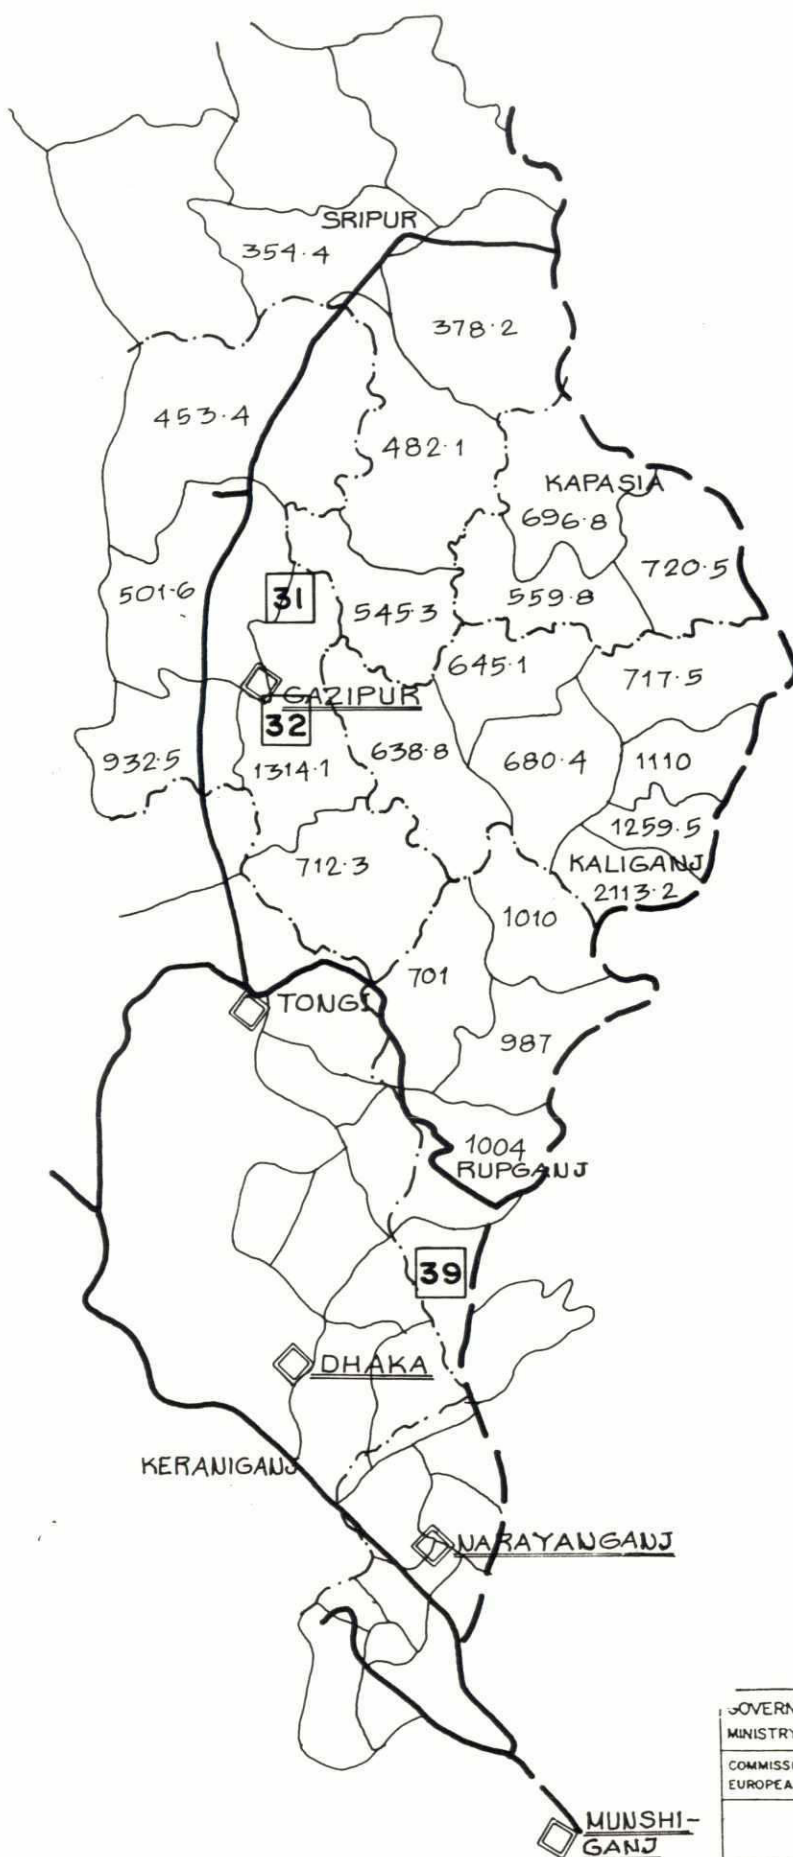 SRIPUR
354.4
378.2
453.4
482.1
KAPASIA
696.8
501.6
31
545.3
559.8
720.5
645.1
717.5
GAZIPUR
32
932.5
1314.1
638.8
680.4
1110
1259.5
712.3
KALIGANJ
2113.2
1010
701
TONGI
987
1004
RUPGANJ
39
DHAKA
KERANIGANJ
NARAYANGANJ
GOVERN
MINISTRY
COMMISSI
EUROPEA
MUNSHI-
GANJ